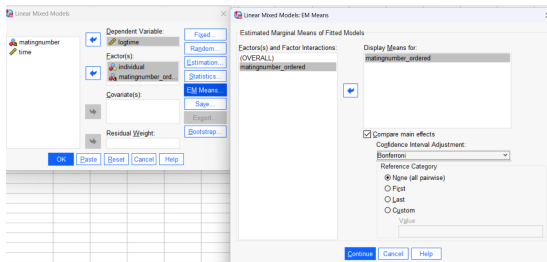 Linear Mixed Models
matingnumber
time
Dependent Variable:
logtime
Factor(s):
individual
matingnumber_ord...
Covariate(s):
Residual Weight:
Fixed...
Random...
Estimation...
Statistics...
EM Means...
Save...
Export...
Bootstrap...
OK Paste Reset Cancel Help
Linear Mixed Models: EM Means
Estimated Marginal Means of Fitted Models
Factors(s) and Factor Interactions:
(OVERALL)
matingnumber_ordered
Display Means for:
matingnumber_ordered
Compare main effects
Confidence Interval Adjustment:
Bonferroni
Reference Category
None (all pairwise)
First
Last
Custom
Value
Continue Cancel Help